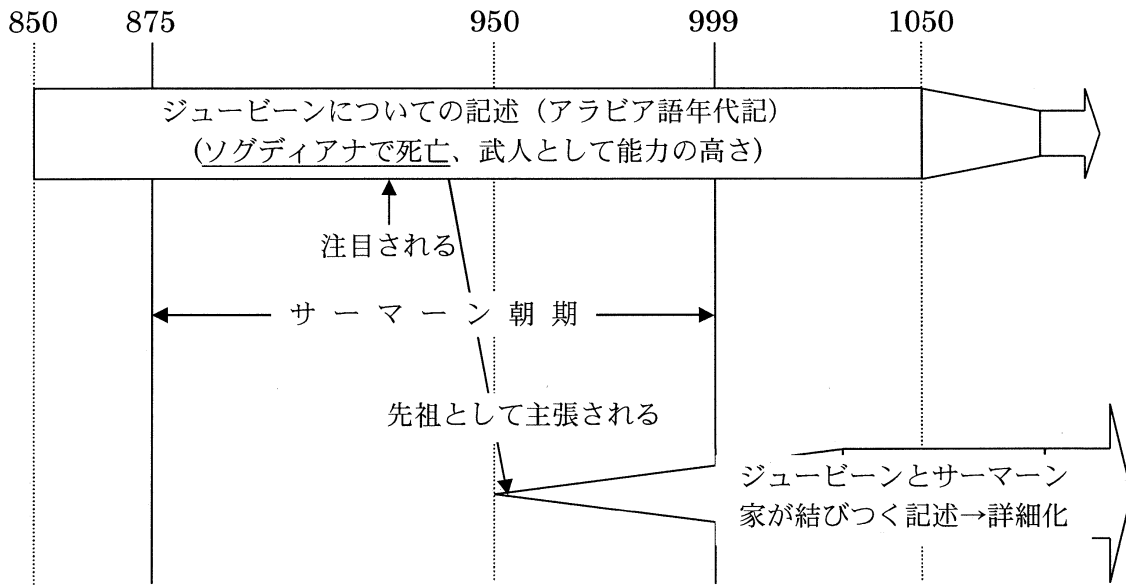 850 875 950 999 1050
ジュービーンについての記述（アラビア語年代記）
(ソグディアナで死亡、武人として能力の高さ)
注目される
サーマーン朝期
先祖として主張される
ジュービーンとサーマーン
家が結びつく記述→詳細化